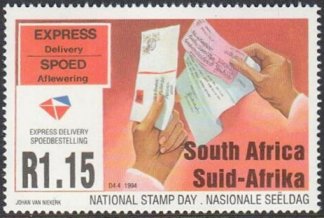 EXPRESS
Delivery
SPOED
Aflewering
EXPRESS DELIVERY
SPOEDBESTELLING
R1.15
South Africa
Suid-Afrika
D4.4 1994
JOHAN VAN NIEKERK
NATIONAL STAMP DAY . NASIONALE SEËLDAG